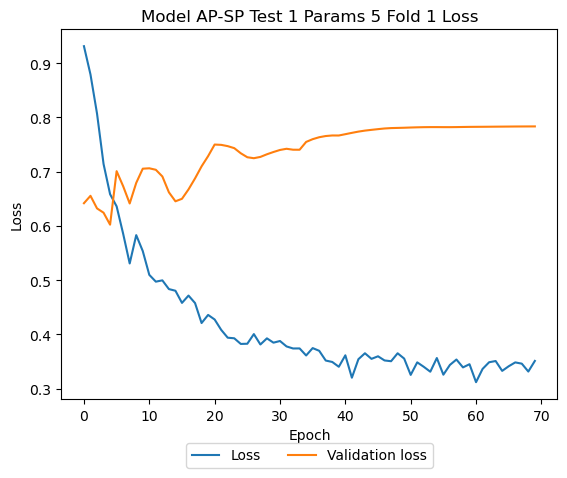 Model AP-SP Test 1 Params 5 Fold 1 Loss
0.9
0.8
0.7
0.6
0.5
0.4
0.3
Loss
0 10 20 30 40 50 60 70
Epoch
Loss Validation loss